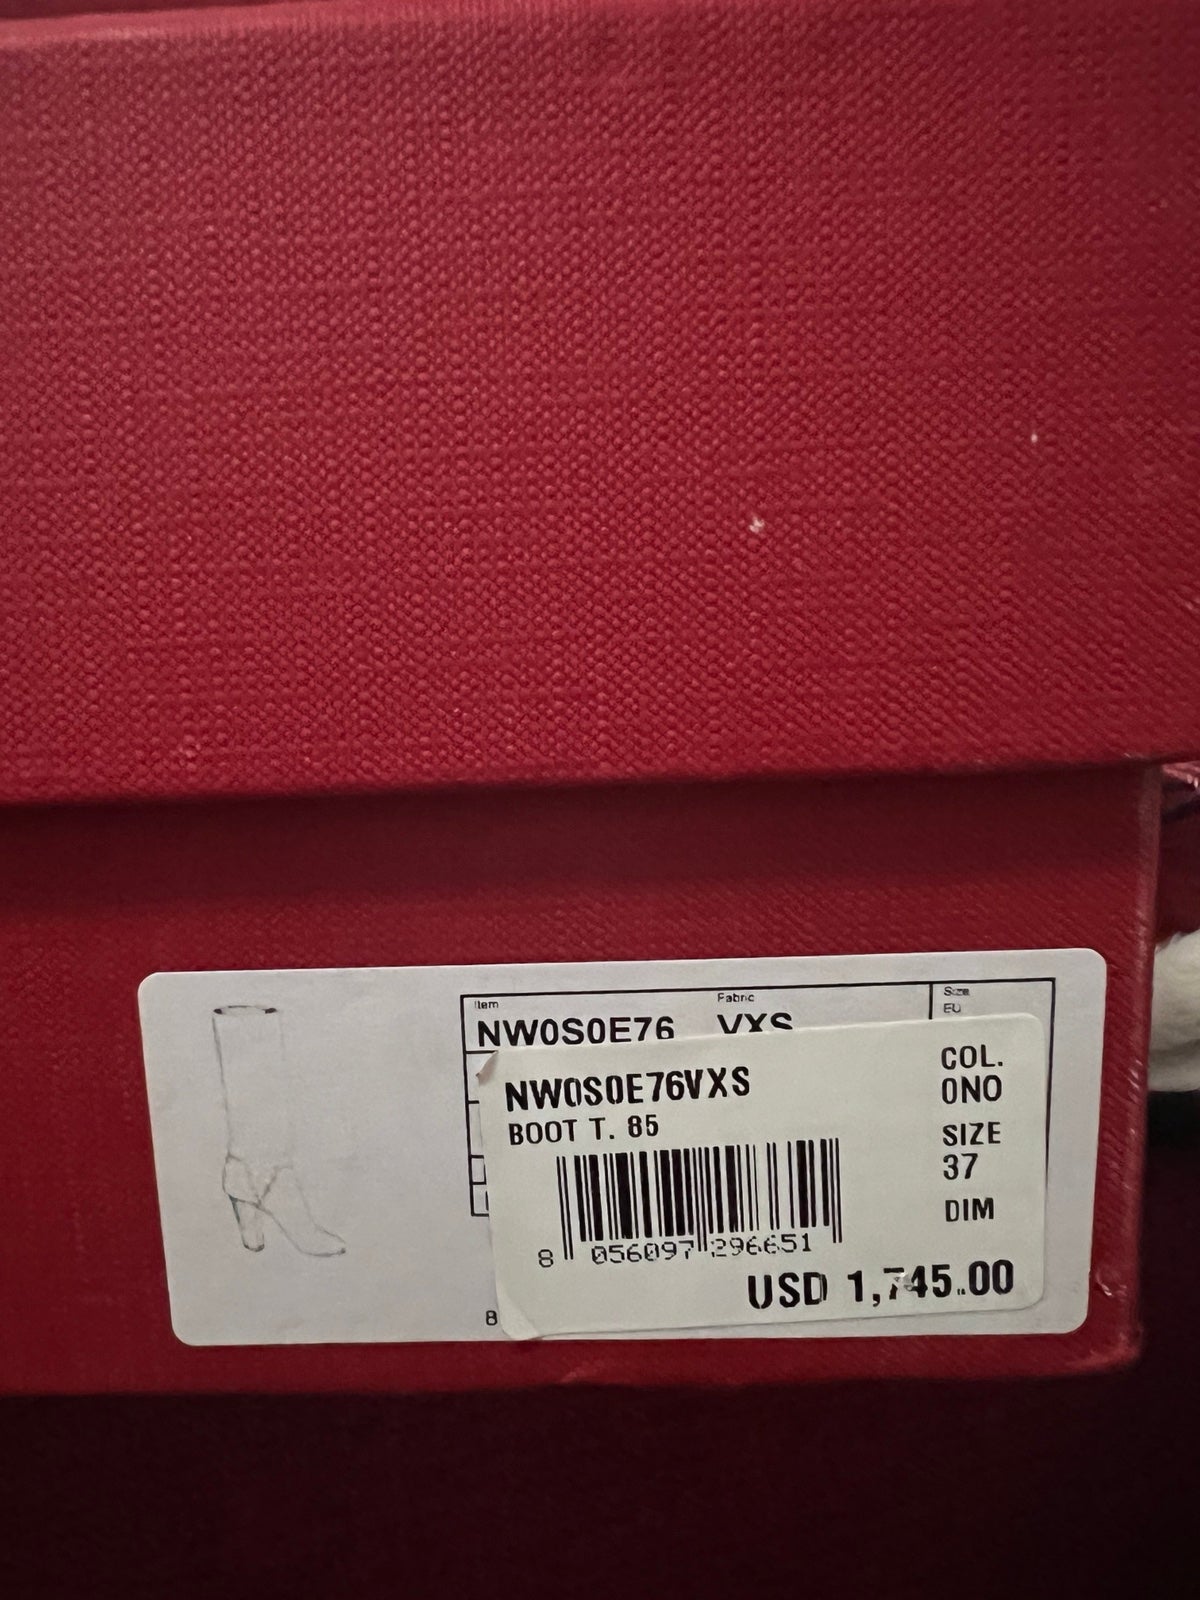 Item
Fabric
Size
EU
NW0S0E76 VXS
NW0S0E76VXS
BOOT T. 85
COL.
0NO
SIZE
37
DIM
8 056097 296651
USD 1,745.00
8